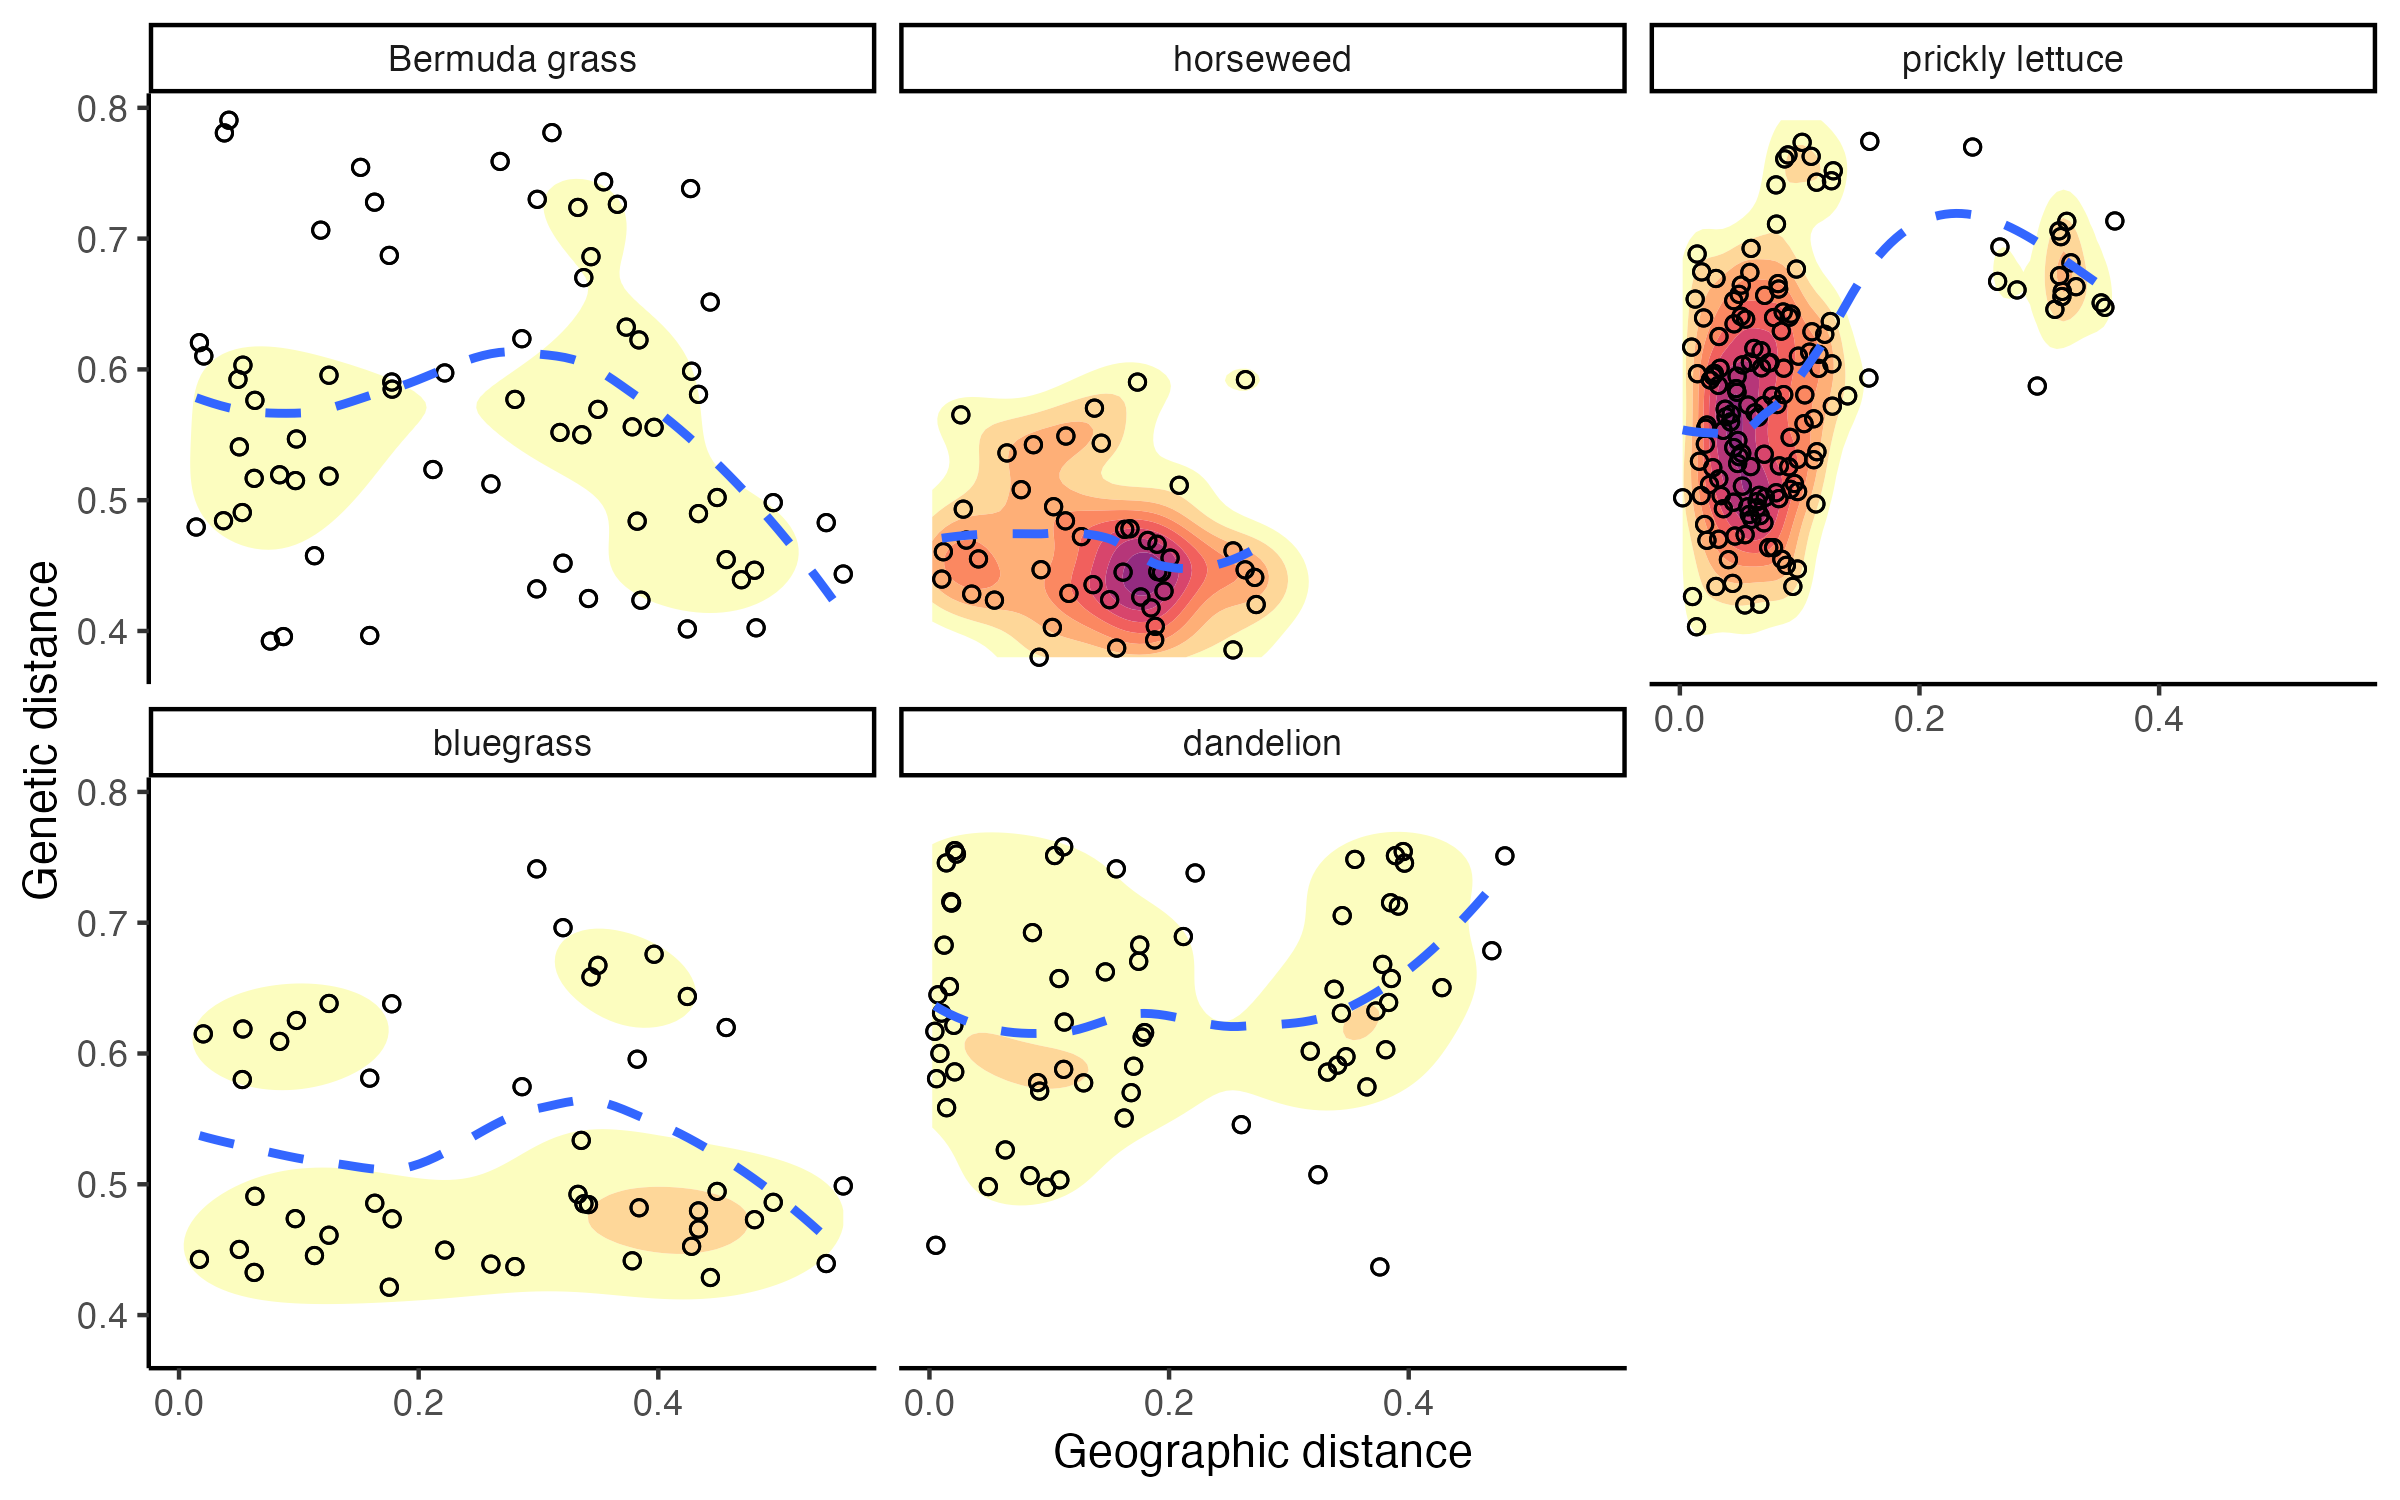 Bermuda grass
horseweed
prickly lettuce
0.8
0.7
0.6
0.5
0.4
0.0 0.2 0.4
bluegrass
dandelion
0.8
0.7
0.6
0.5
0.4
0.0 0.2 0.4
0.0 0.2 0.4
Genetic distance
Geographic distance